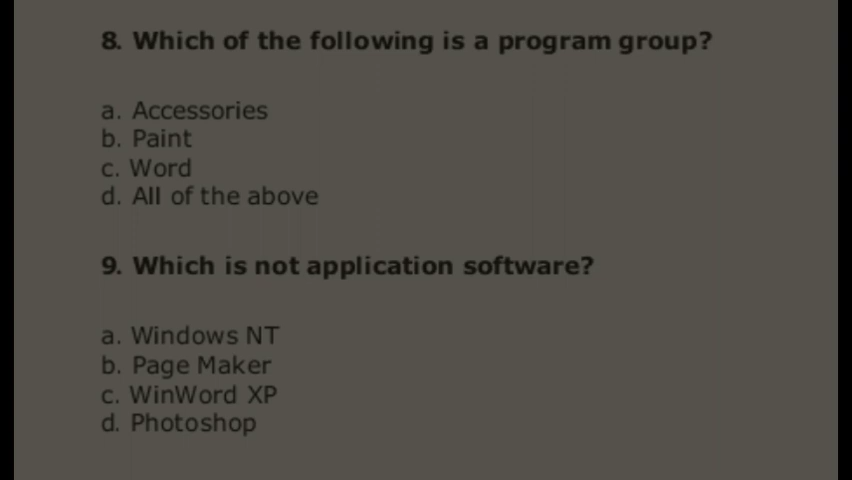 8. Which of the following is a program group?
a. Accessories
b. Paint
c. Word
d. All of the above
9. Which is not application software?
a. Windows NT
b. Page Maker
c. WinWord XP
d. Photoshop